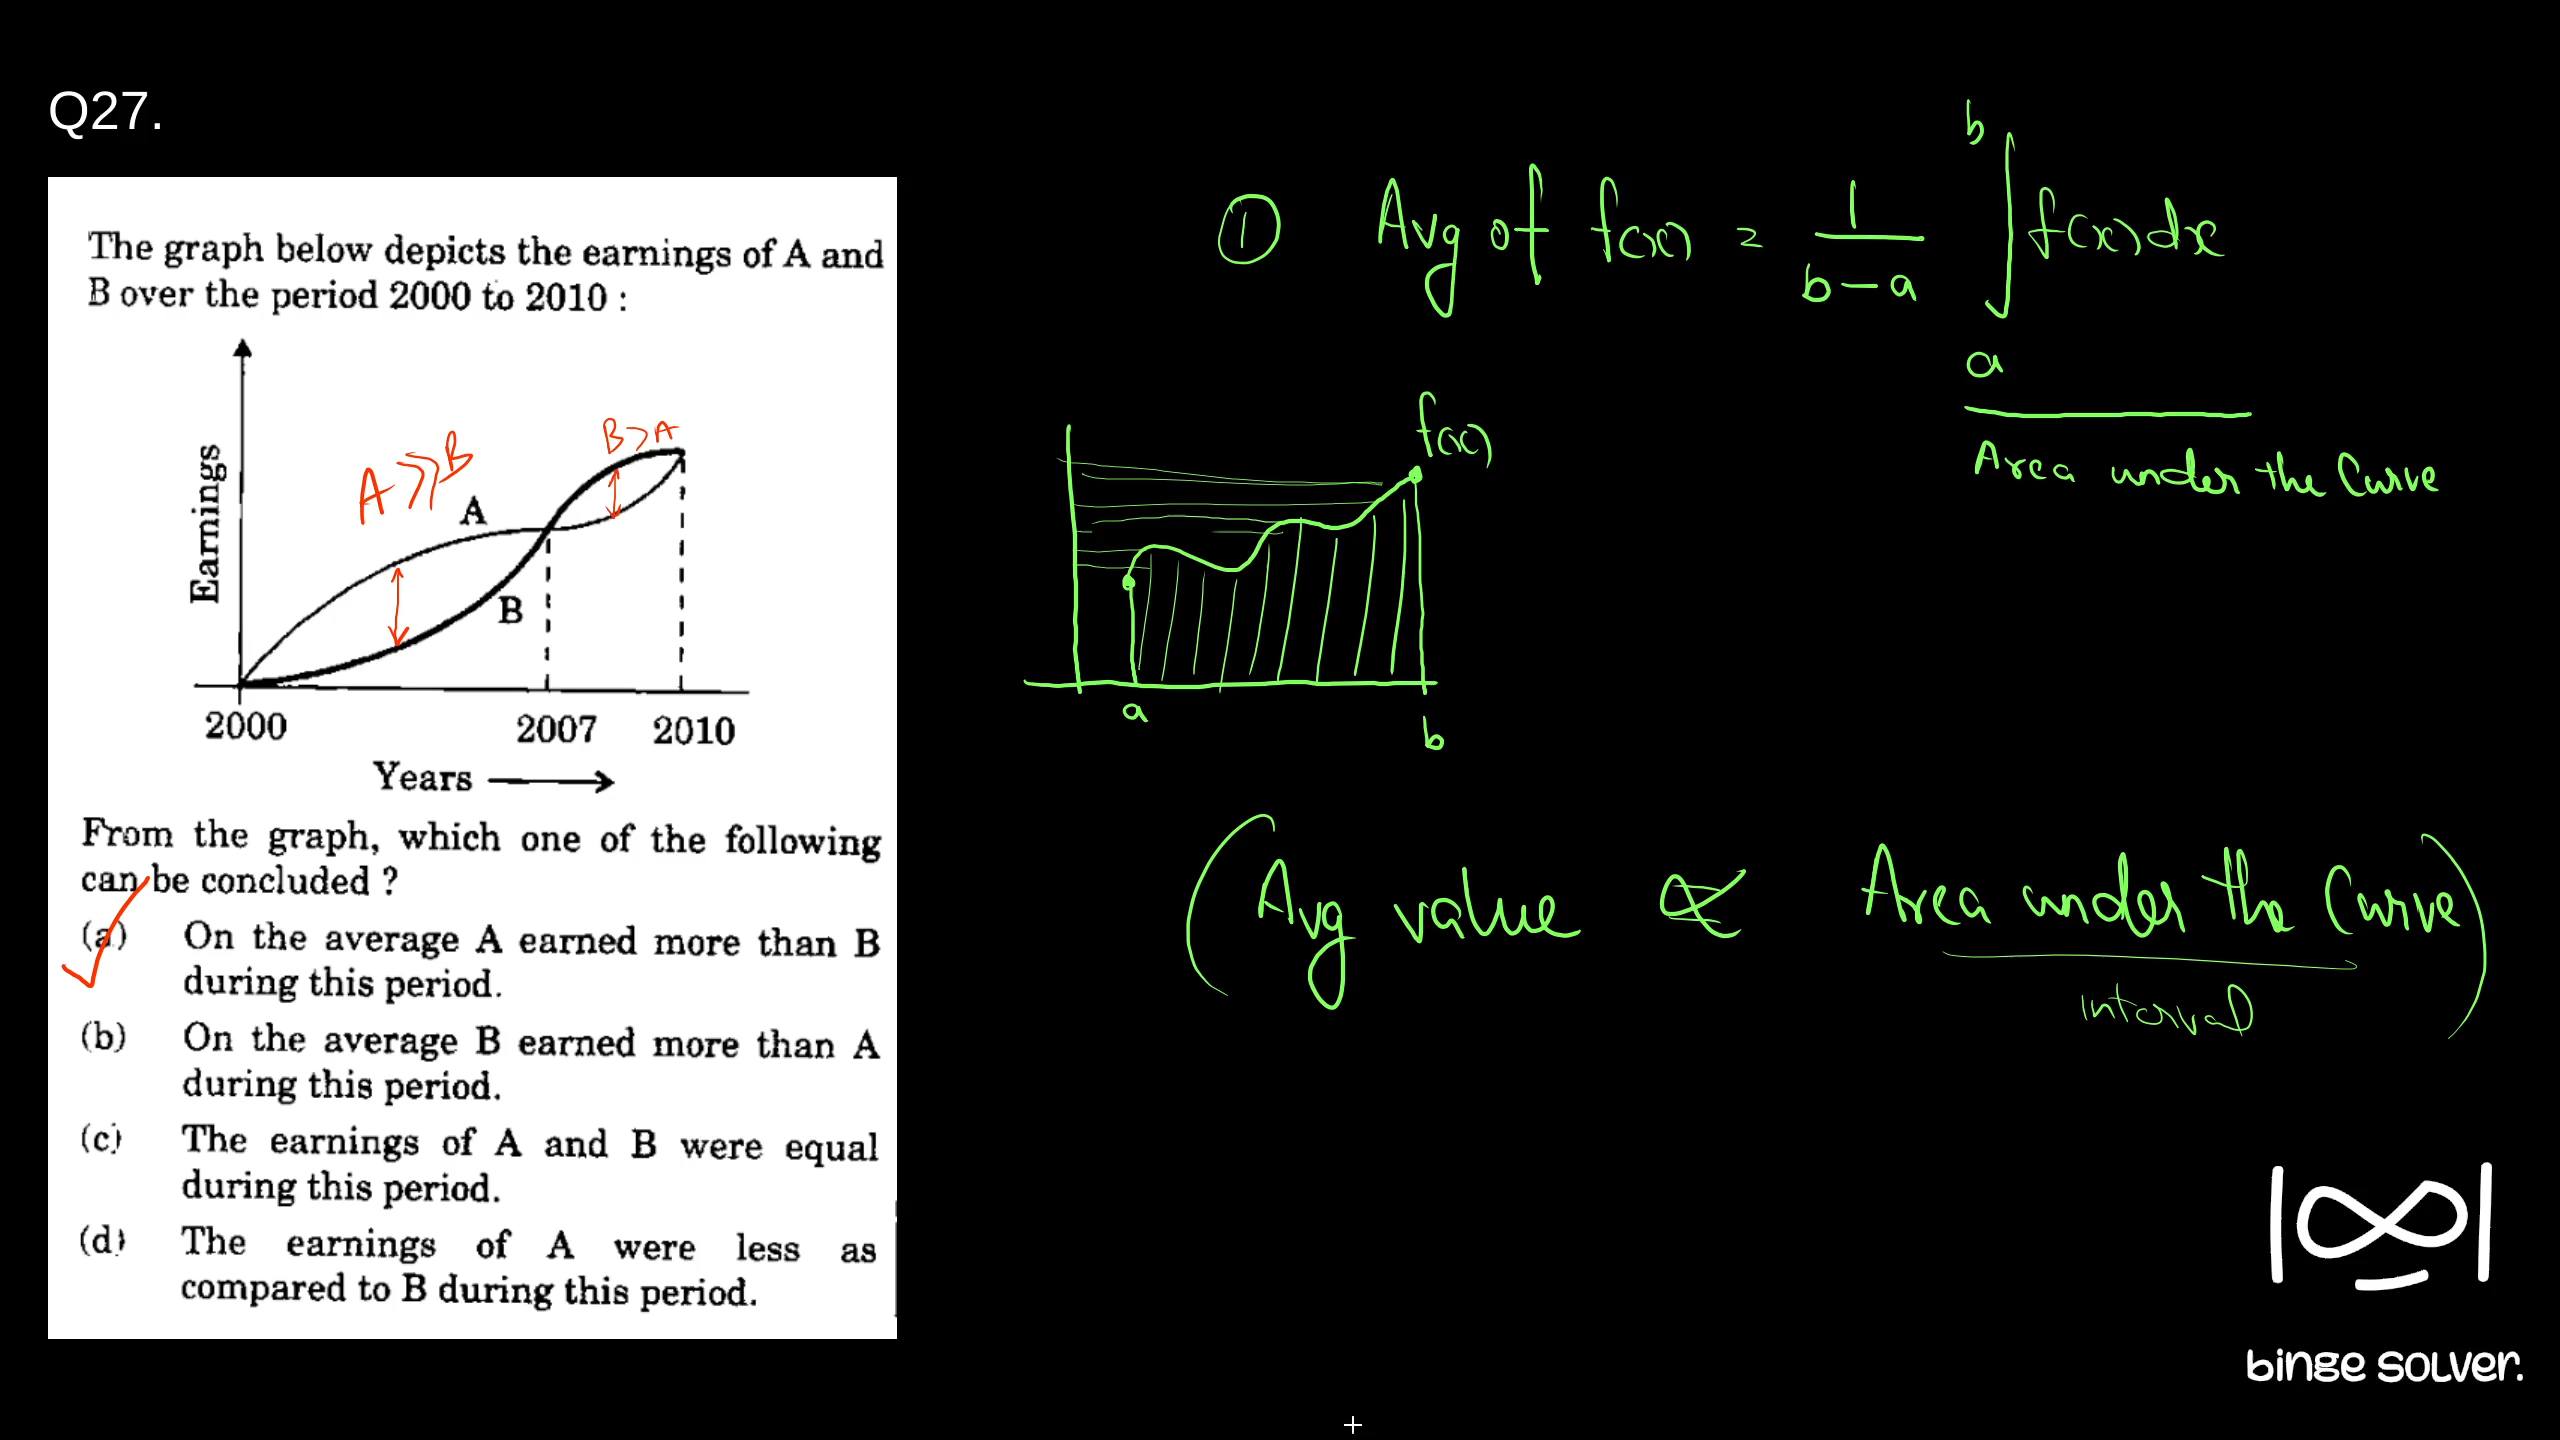 Q27.
The graph below depicts the earnings of A and
B over the period 2000 to 2010 :
Earnings
A >> B
B > A
A
B
2000 2007 2010
Years
From the graph, which one of the following
can be concluded ?
(a) On the average A earned more than B
during this period.
(b) On the average B earned more than A
during this period.
(c) The earnings of A and B were equal
during this period.
(d) The earnings of A were less as
compared to B during this period.
① Avg of f(x) = 1/(b-a) ∫ₐᵇ f(x) dx
Area under the Curve
f(x)
a
b
(Avg value ∝ Area under the Curve)
interval
binge solver.